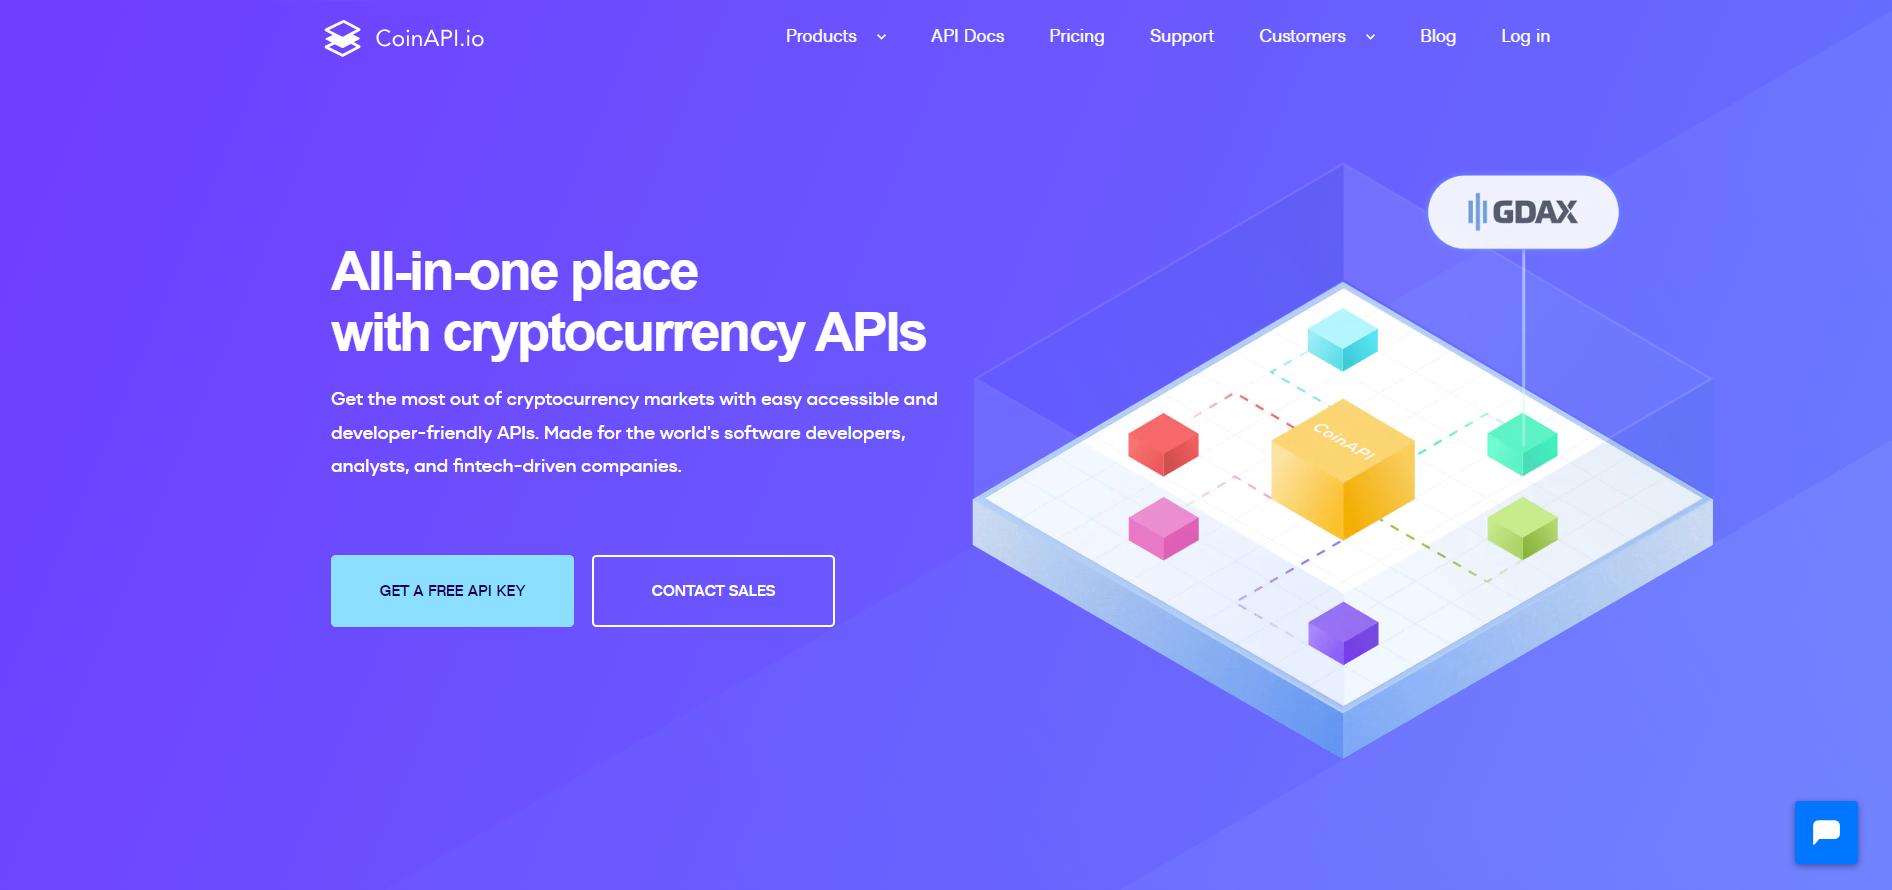 CoinAPI.io
Products API Docs Pricing Support Customers Blog Log in
GDAX
All-in-one place
with cryptocurrency APIs
Get the most out of cryptocurrency markets with easy accessible and
developer-friendly APIs. Made for the world's software developers,
analysts, and fintech-driven companies.
GET A FREE API KEY
CONTACT SALES
CoinAPI